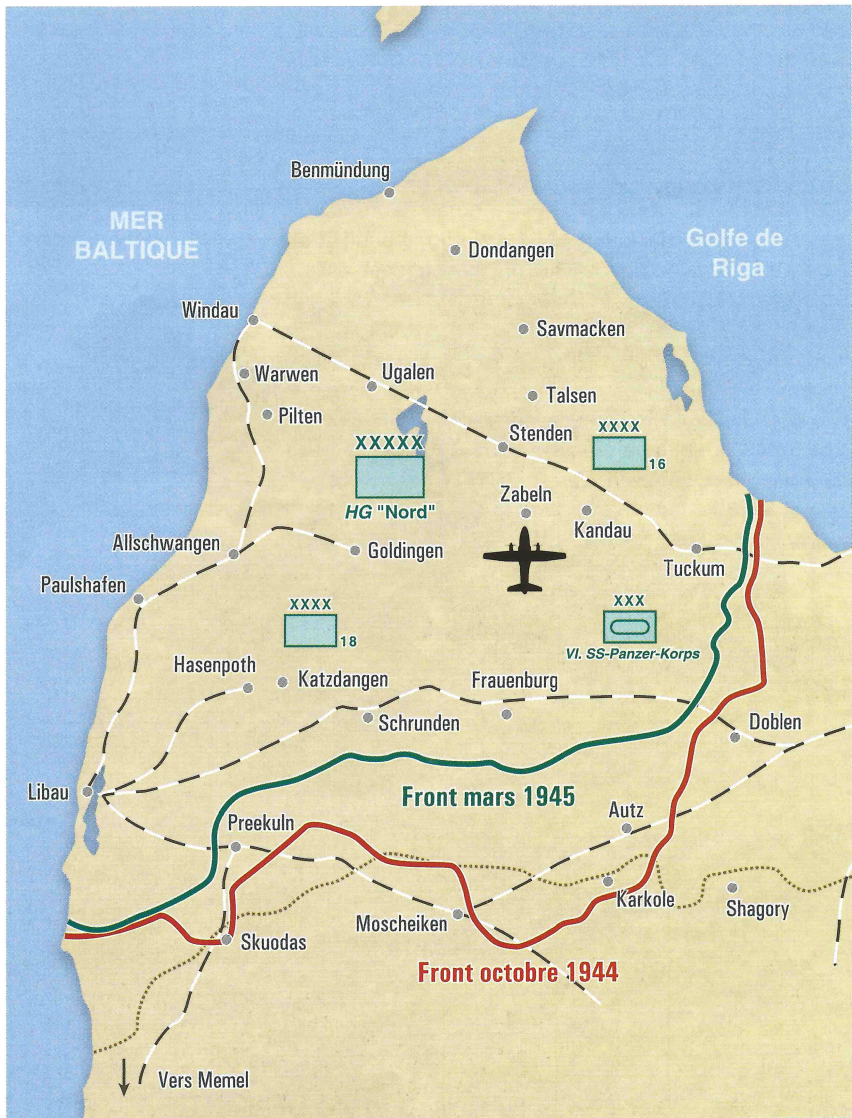 Benmündung
MER
BALTIQUE
Golfe de
Riga
Dondangen
Windau
Savmacken
Warwen
Ugalen
Pilten
Talsen
XXXXX
HG "Nord"
Stenden
XXXX
16
Zabeln
Kandau
Allschwangen
Goldingen
Tuckum
Paulshafen
XXXX
18
XXX
VI. SS-Panzer-Korps
Hasenpoth
Katzdangen
Frauenburg
Schrunden
Doblen
Libau
Front mars 1945
Autz
Preekuln
Karkole
Shagory
Moscheiken
Skuodas
Front octobre 1944
Vers Memel